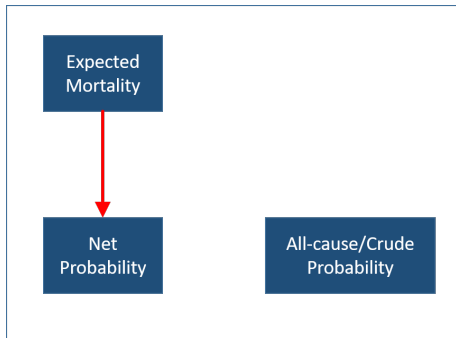 Expected
Mortality
Net
Probability
All-cause/Crude
Probability